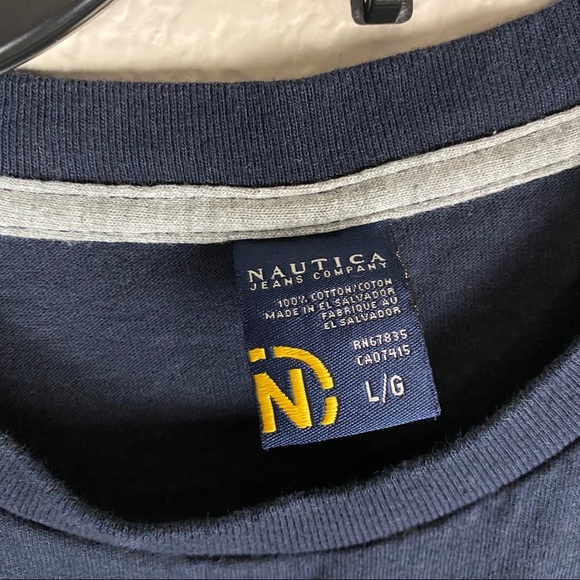 NAUTICA
JEANS COMPANY
100% COTTON/COTON
MADE IN EL SALVADOR
FABRIQUE AU
EL SALVADOR
RN67835
CA07415
N
L/G